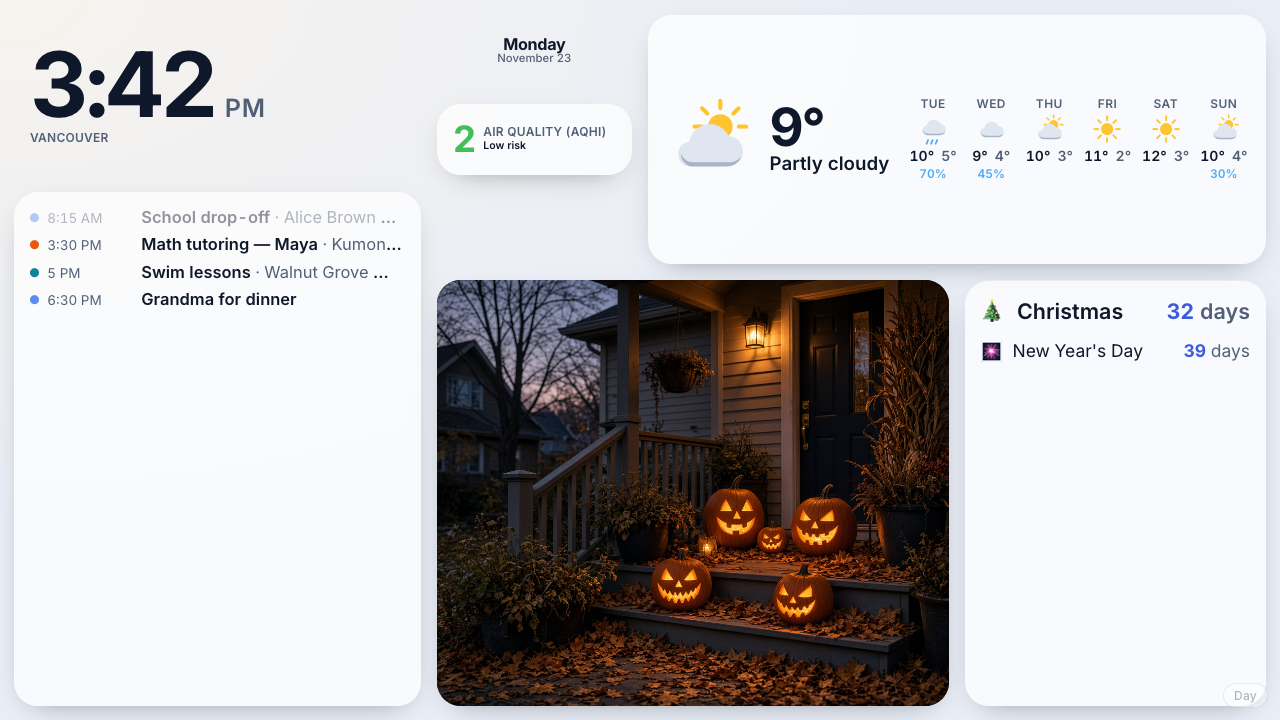 3:42 PM
VANCOUVER
Monday
November 23
2 AIR QUALITY (AQHI)
Low risk
9°
Partly cloudy
TUE WED THU FRI SAT SUN
10° 5° 9° 4° 10° 3° 11° 2° 12° 3° 10° 4°
70% 45% 30%
8:15 AM School drop-off · Alice Brown ...
3:30 PM Math tutoring — Maya · Kumon...
5 PM Swim lessons · Walnut Grove ...
6:30 PM Grandma for dinner
Christmas 32 days
New Year's Day 39 days
Day